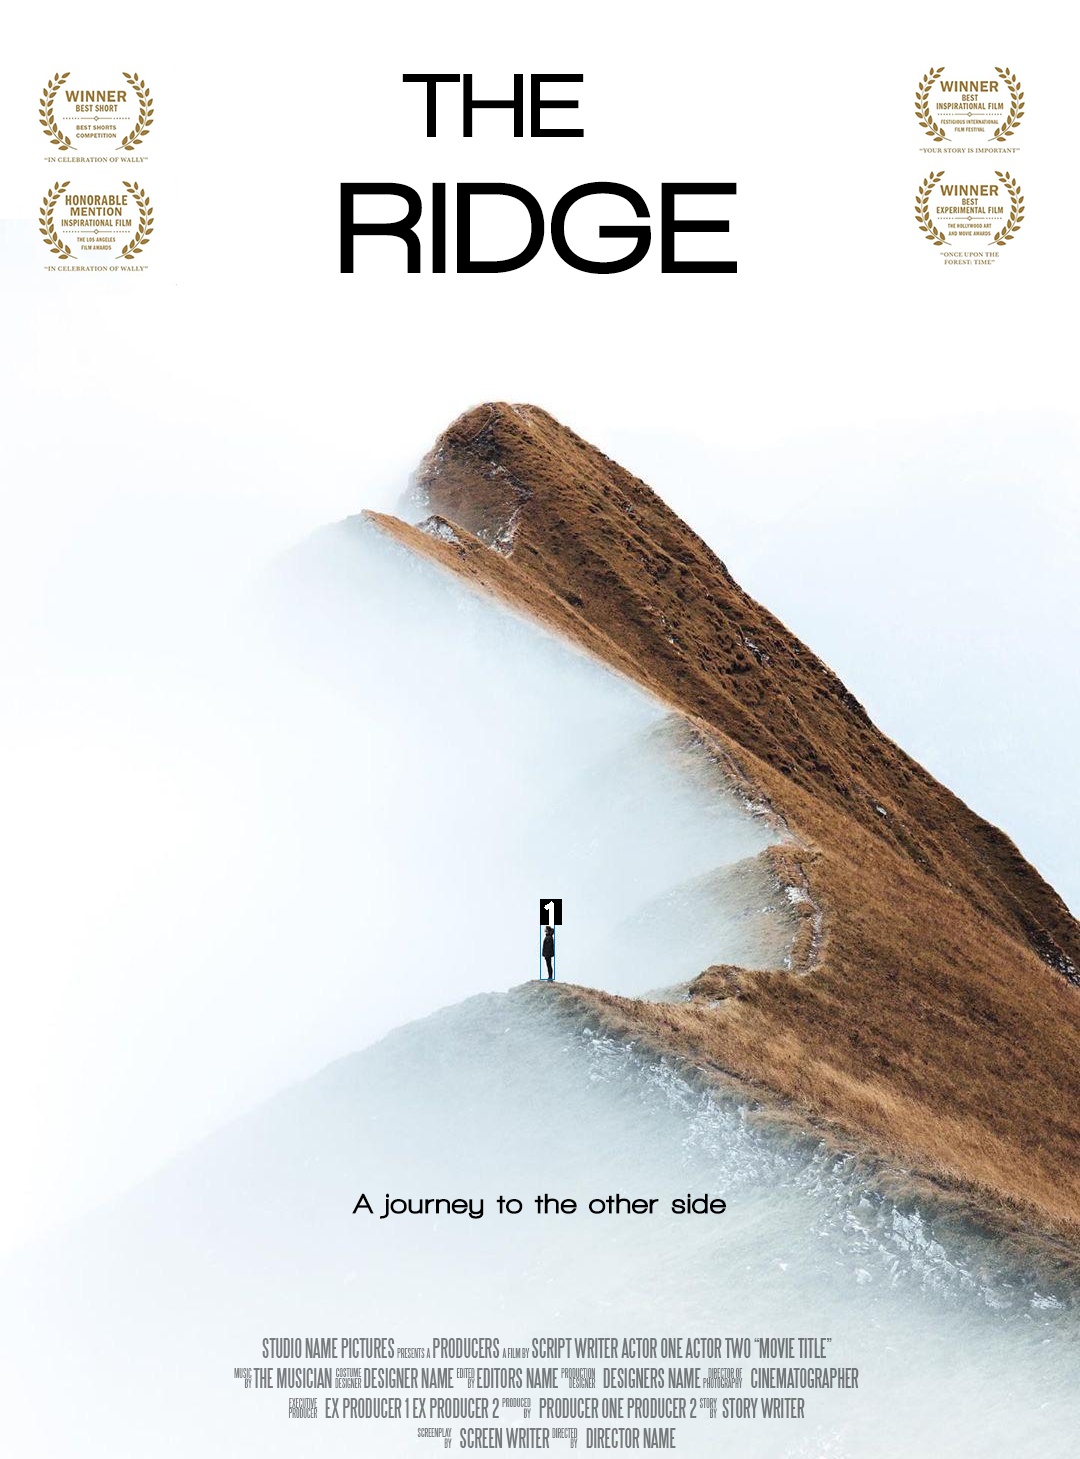 THE
RIDGE
WINNER
BEST SHORT
BEST SHORTS
COMPETITION
"IN CELEBRATION OF WALLY"
HONORABLE
MENTION
INSPIRATIONAL FILM
THE LOS ANGELES
FILM AWARDS
"IN CELEBRATION OF WALLY"
WINNER
BEST
INSPIRATIONAL FILM
FESTIGIOUS INTERNATIONAL
FILM FESTIVAL
"YOUR STORY IS IMPORTANT"
WINNER
BEST
EXPERIMENTAL FILM
THE HOLLYWOOD ART
AND MOVIE AWARDS
"ONCE UPON THE
FOREST: TIME"
1
A journey to the other side
STUDIO NAME PICTURES PRESENTS A PRODUCERS A FILM BY SCRIPT WRITER ACTOR ONE ACTOR TWO “MOVIE TITLE”
MUSIC BY THE MUSICIAN COSTUME DESIGNER DESIGNER NAME EDITED BY EDITORS NAME PRODUCTION DESIGNER DESIGNERS NAME DIRECTOR OF PHOTOGRAPHY CINEMATOGRAPHER
EXECUTIVE PRODUCER EX PRODUCER 1 EX PRODUCER 2 PRODUCED BY PRODUCER ONE PRODUCER 2 STORY BY STORY WRITER
SCREENPLAY BY SCREEN WRITER DIRECTED BY DIRECTOR NAME